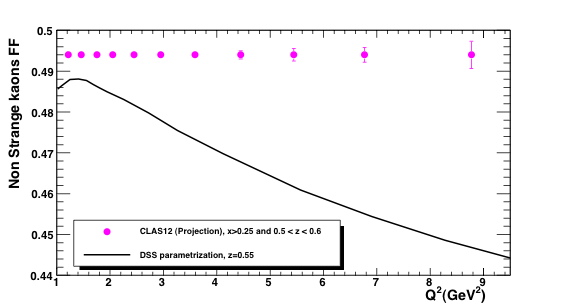 Non Strange kaons FF
0.5
0.49
0.48
0.47
0.46
0.45
0.44
CLAS12 (Projection), x>0.25 and 0.5 < z < 0.6
DSS parametrization, z=0.55
1 2 3 4 5 6 7 8 9
Q²(GeV²)